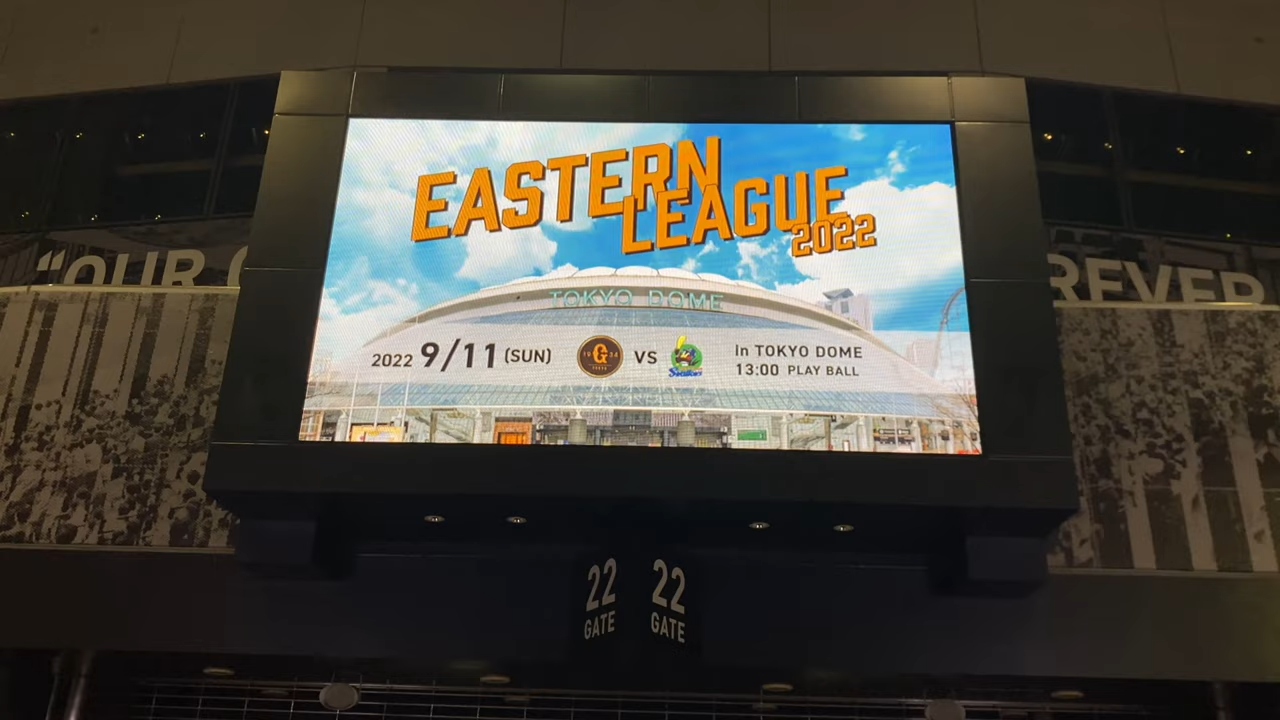 EASTERN
LEAGUE
2022
TOKYO DOME
2022 9/11 (SUN)
G
VS
Swallows
In TOKYO DOME
13:00 PLAY BALL
“OUR
REVER
22
GATE
22
GATE